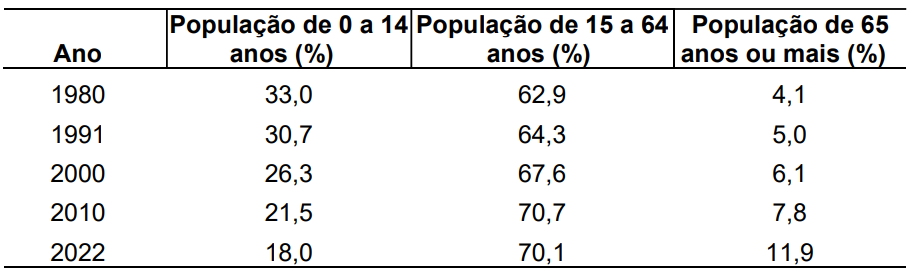 Ano População de 0 a 14 anos (%) População de 15 a 64 anos (%) População de 65 anos ou mais (%)
1980 33,0 62,9 4,1
1991 30,7 64,3 5,0
2000 26,3 67,6 6,1
2010 21,5 70,7 7,8
2022 18,0 70,1 11,9